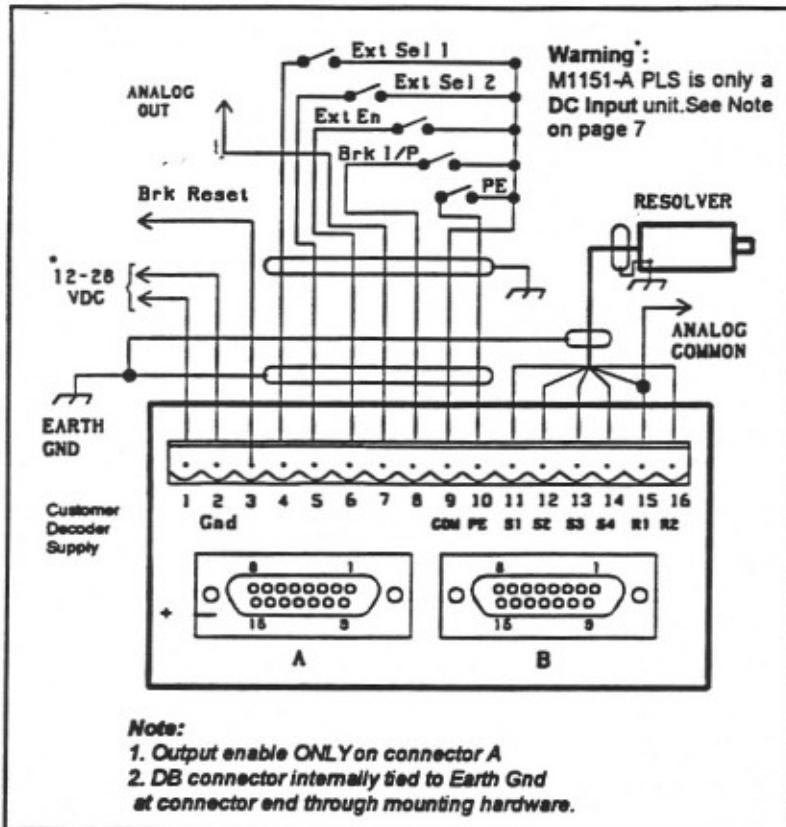 Ext Sel 1
Warning*:
M1151-A PLS is only a
DC Input unit.See Note
on page 7
ANALOG
OUT
Ext Sel 2
Ext En
Brk I/P
PE
Brk Reset
RESOLVER
*12-28
VDC
ANALOG
COMMON
EARTH
GND
1 2 3 4 5 6 7 8 9 10 11 12 13 14 15 16
Gnd COM PE S1 S2 S3 S4 R1 R2
Customer
Decoder
Supply
8 1 8 1
+
15 9 15 9
A B
Note:
1. Output enable ONLY on connector A
2. DB connector internally tied to Earth Gnd
at connector end through mounting hardware.